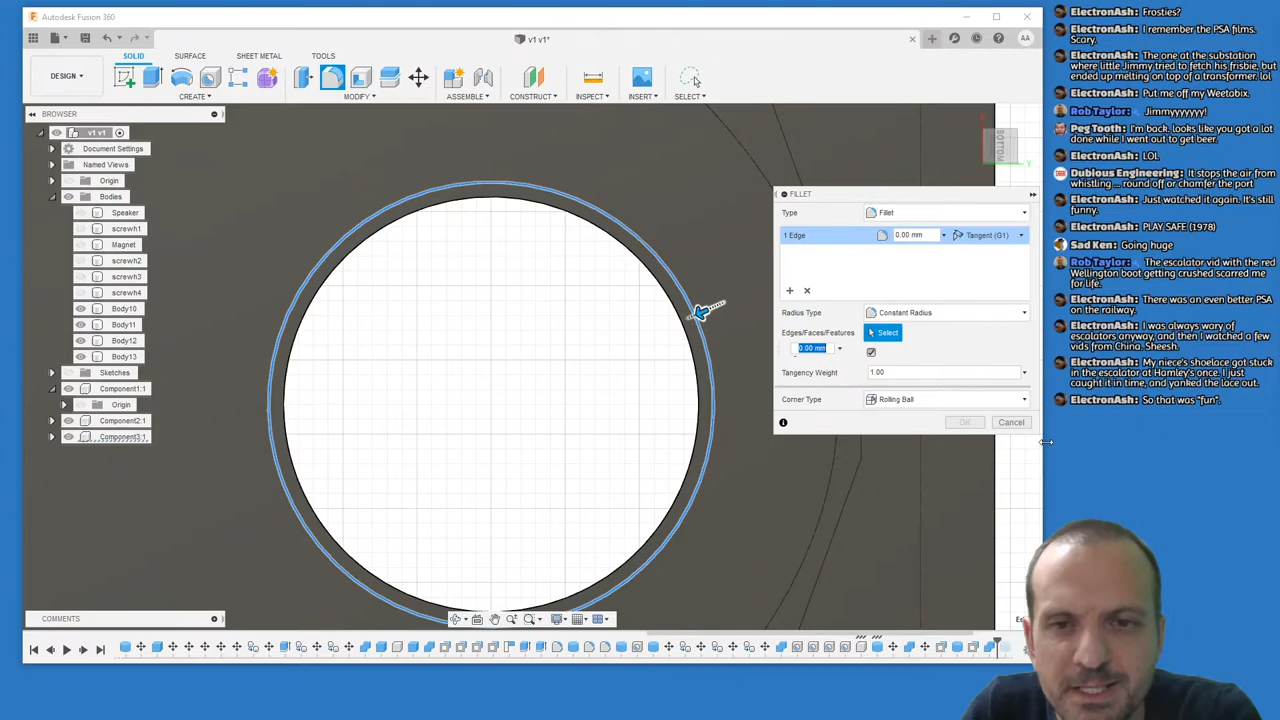 Autodesk Fusion 360
v1 v1*
AA
DESIGN
SOLID
SURFACE
SHEET METAL
TOOLS
CREATE
MODIFY
ASSEMBLE
CONSTRUCT
INSPECT
INSERT
SELECT
BROWSER
v1 v1
Document Settings
Named Views
Origin
Bodies
Speaker
screwh1
Magnet
screwh2
screwh3
screwh4
Body10
Body11
Body12
Body13
Sketches
Component1:1
Origin
Component2:1
Component3:1
COMMENTS
BOTTOM
Y
FILLET
Type
Fillet
1 Edge
0.00 mm
Tangent (G1)
Radius Type
Constant Radius
Edges/Faces/Features
Select
0.00 mm
Tangency Weight
1.00
Corner Type
Rolling Ball
OK
Cancel
ElectronAsh: Frosties?
ElectronAsh: I remember the PSA films.
Scary.
ElectronAsh: The one at the substation
where little Jimmy tried to fetch his frisbie, but
ended up melting on top of a transformer. lol
ElectronAsh: Put me off my Weetabix.
Rob Taylor: Jimmyyyyyy!
Peg Tooth: I'm back, looks like you got a lot
done while I went out to get beer.
ElectronAsh: LOL
Dubious Engineering: It stops the air from
whistling ... round off or chamfer the port
ElectronAsh: Just watched it again. It's still
funny.
ElectronAsh: PLAY SAFE (1978)
Sad Ken: Going huge
Rob Taylor: The escalator vid with the red
Wellington boot getting crushed scarred me
for life.
ElectronAsh: There was an even better PSA
on the railway.
ElectronAsh: I was always wary of
escalators anyway, and then I watched a few
vids from China. Sheesh.
ElectronAsh: My niece's shoelace got stuck
in the escalator at Hamley's once. I just
caught it in time, and yanked the lace out.
ElectronAsh: So that was *fun*.